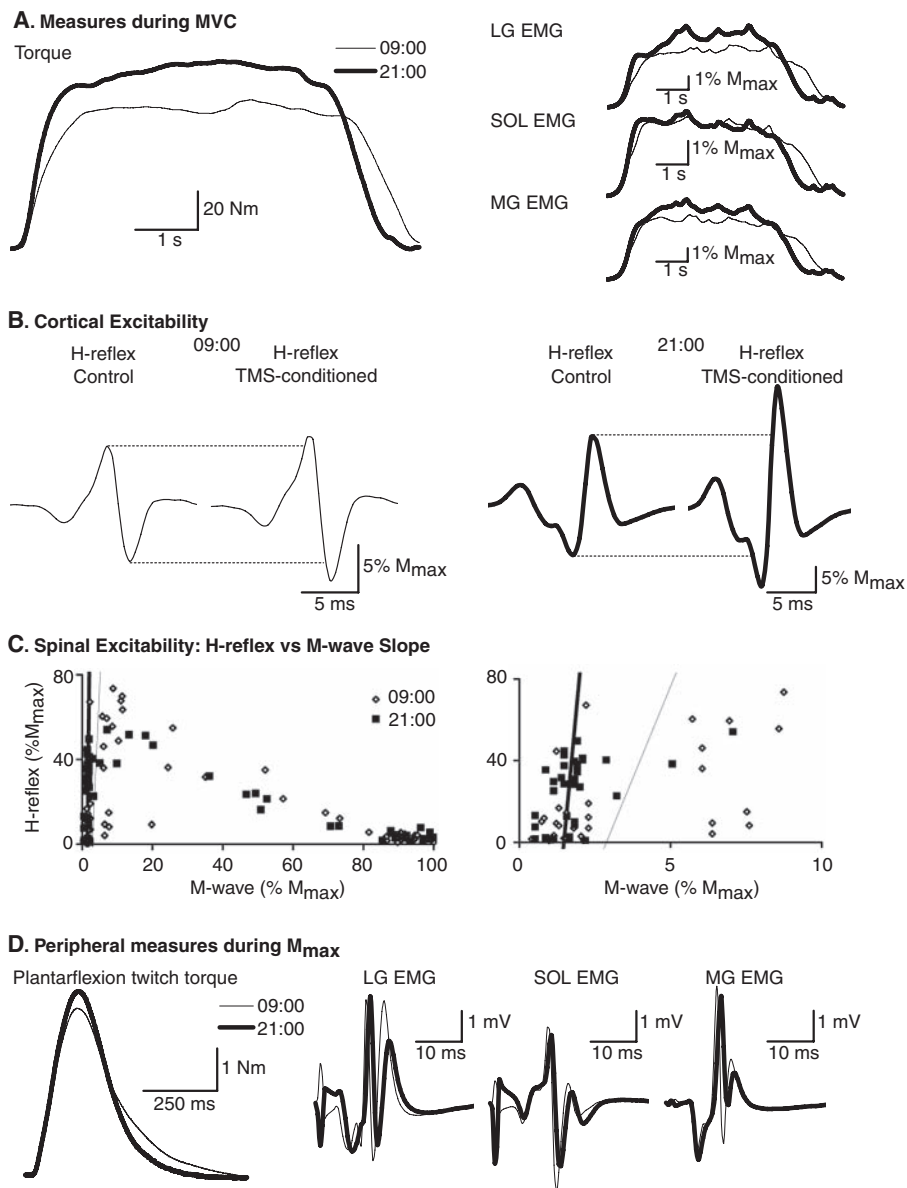 A. Measures during MVC
Torque
09:00
21:00
20 Nm
1 s
LG EMG
1% Mmax
1 s
SOL EMG
1% Mmax
1 s
MG EMG
1% Mmax
1 s
B. Cortical Excitability
09:00
H-reflex
Control
H-reflex
TMS-conditioned
5% Mmax
5 ms
21:00
H-reflex
Control
H-reflex
TMS-conditioned
5% Mmax
5 ms
C. Spinal Excitability: H-reflex vs M-wave Slope
H-reflex (%Mmax)
80
40
0
0 20 40 60 80 100
M-wave (% Mmax)
09:00
21:00
80
40
0
0 5 10
M-wave (% Mmax)
D. Peripheral measures during Mmax
Plantarflexion twitch torque
09:00
21:00
1 Nm
250 ms
LG EMG
1 mV
10 ms
SOL EMG
1 mV
10 ms
MG EMG
1 mV
10 ms